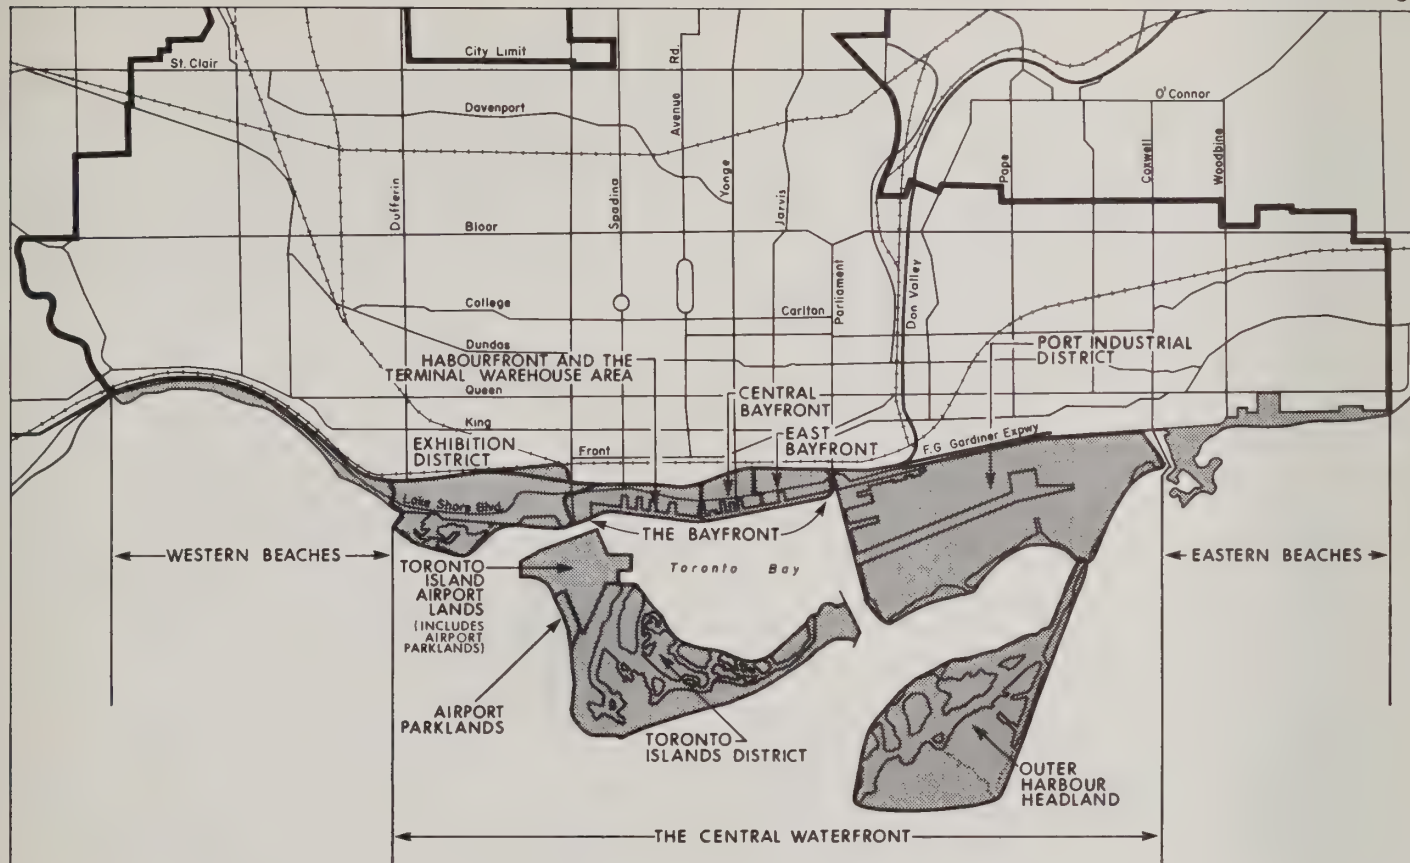 City Limit
St. Clair
Davenport
Avenue Rd.
O'Connor
Dufferin
Spadina
Yonge
Jarvis
Pape
Coxwell
Woodbine
Bloor
Parliament
Don Valley
College
Carlton
Dundas
HABOURFRONT AND THE
TERMINAL WAREHOUSE AREA
PORT INDUSTRIAL
DISTRICT
Queen
CENTRAL
BAYFRONT
King
EXHIBITION
DISTRICT
Front
EAST
BAYFRONT
F.G. Gardiner Expwy
Lake Shore Blvd.
THE BAYFRONT
WESTERN BEACHES
EASTERN BEACHES
TORONTO
ISLAND
AIRPORT
LANDS
(INCLUDES
AIRPORT
PARKLANDS)
Toronto Bay
AIRPORT
PARKLANDS
TORONTO
ISLANDS DISTRICT
OUTER
HARBOUR
HEADLAND
THE CENTRAL WATERFRONT